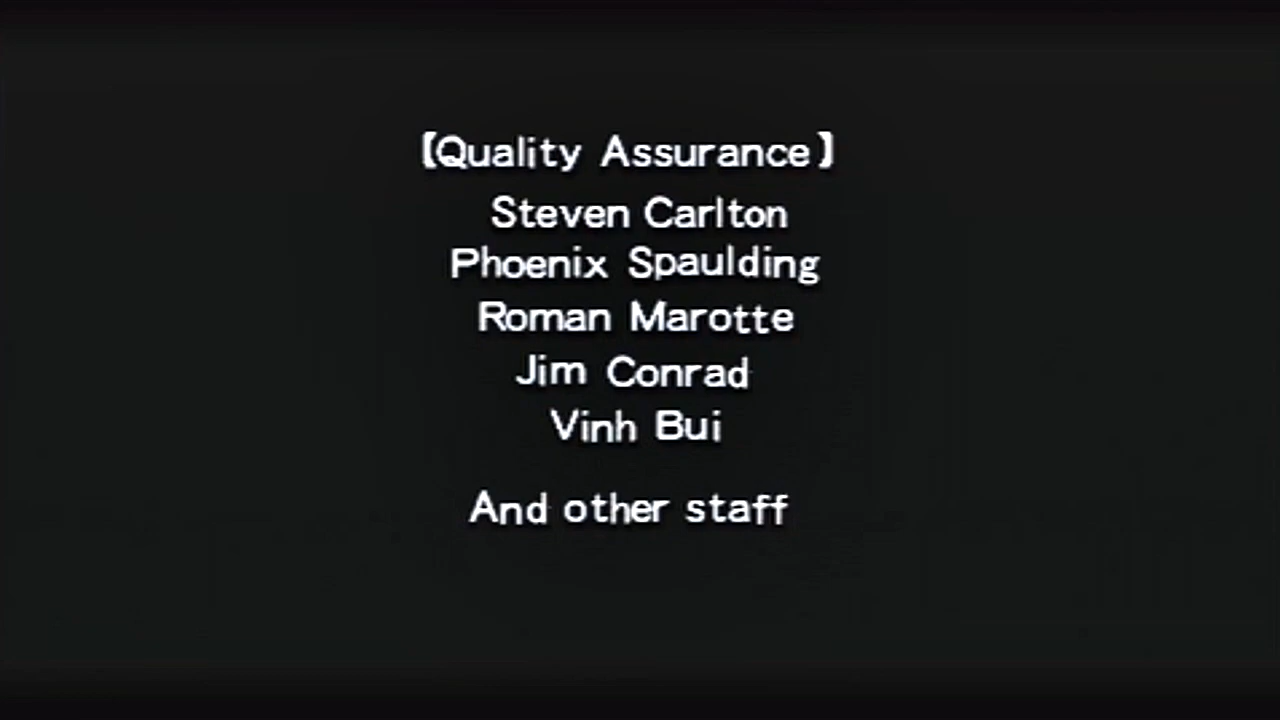 【Quality Assurance】
Steven Carlton
Phoenix Spaulding
Roman Marotte
Jim Conrad
Vinh Bui
And other staff